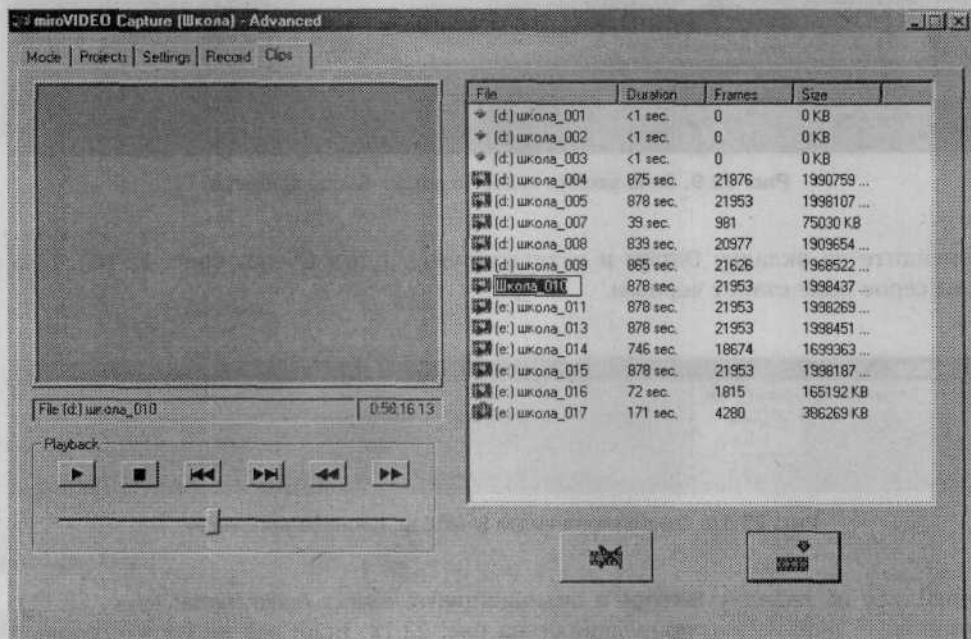 miroVIDEO Capture (Школа) - Advanced
Mode Projects Settings Record Clips
File Duration Frames Size
(d:) школа_001 <1 sec. 0 0 KB
(d:) школа_002 <1 sec. 0 0 KB
(d:) школа_003 <1 sec. 0 0 KB
(d:) школа_004 875 sec. 21876 1990759 ...
(d:) школа_005 878 sec. 21953 1998107 ...
(d:) школа_007 39 sec. 981 75030 KB
(d:) школа_008 839 sec. 20977 1909654 ...
(d:) школа_009 865 sec. 21626 1968522 ...
Школа_010 878 sec. 21953 1998437 ...
(e:) школа_011 878 sec. 21953 1998269 ...
(e:) школа_013 878 sec. 21953 1998451 ...
(e:) школа_014 746 sec. 18674 1699363 ...
(e:) школа_015 878 sec. 21953 1998187 ...
(e:) школа_016 72 sec. 1815 165192 KB
(e:) школа_017 171 sec. 4280 386269 KB
File (d:) школа_010 0:58:16:13
Playback